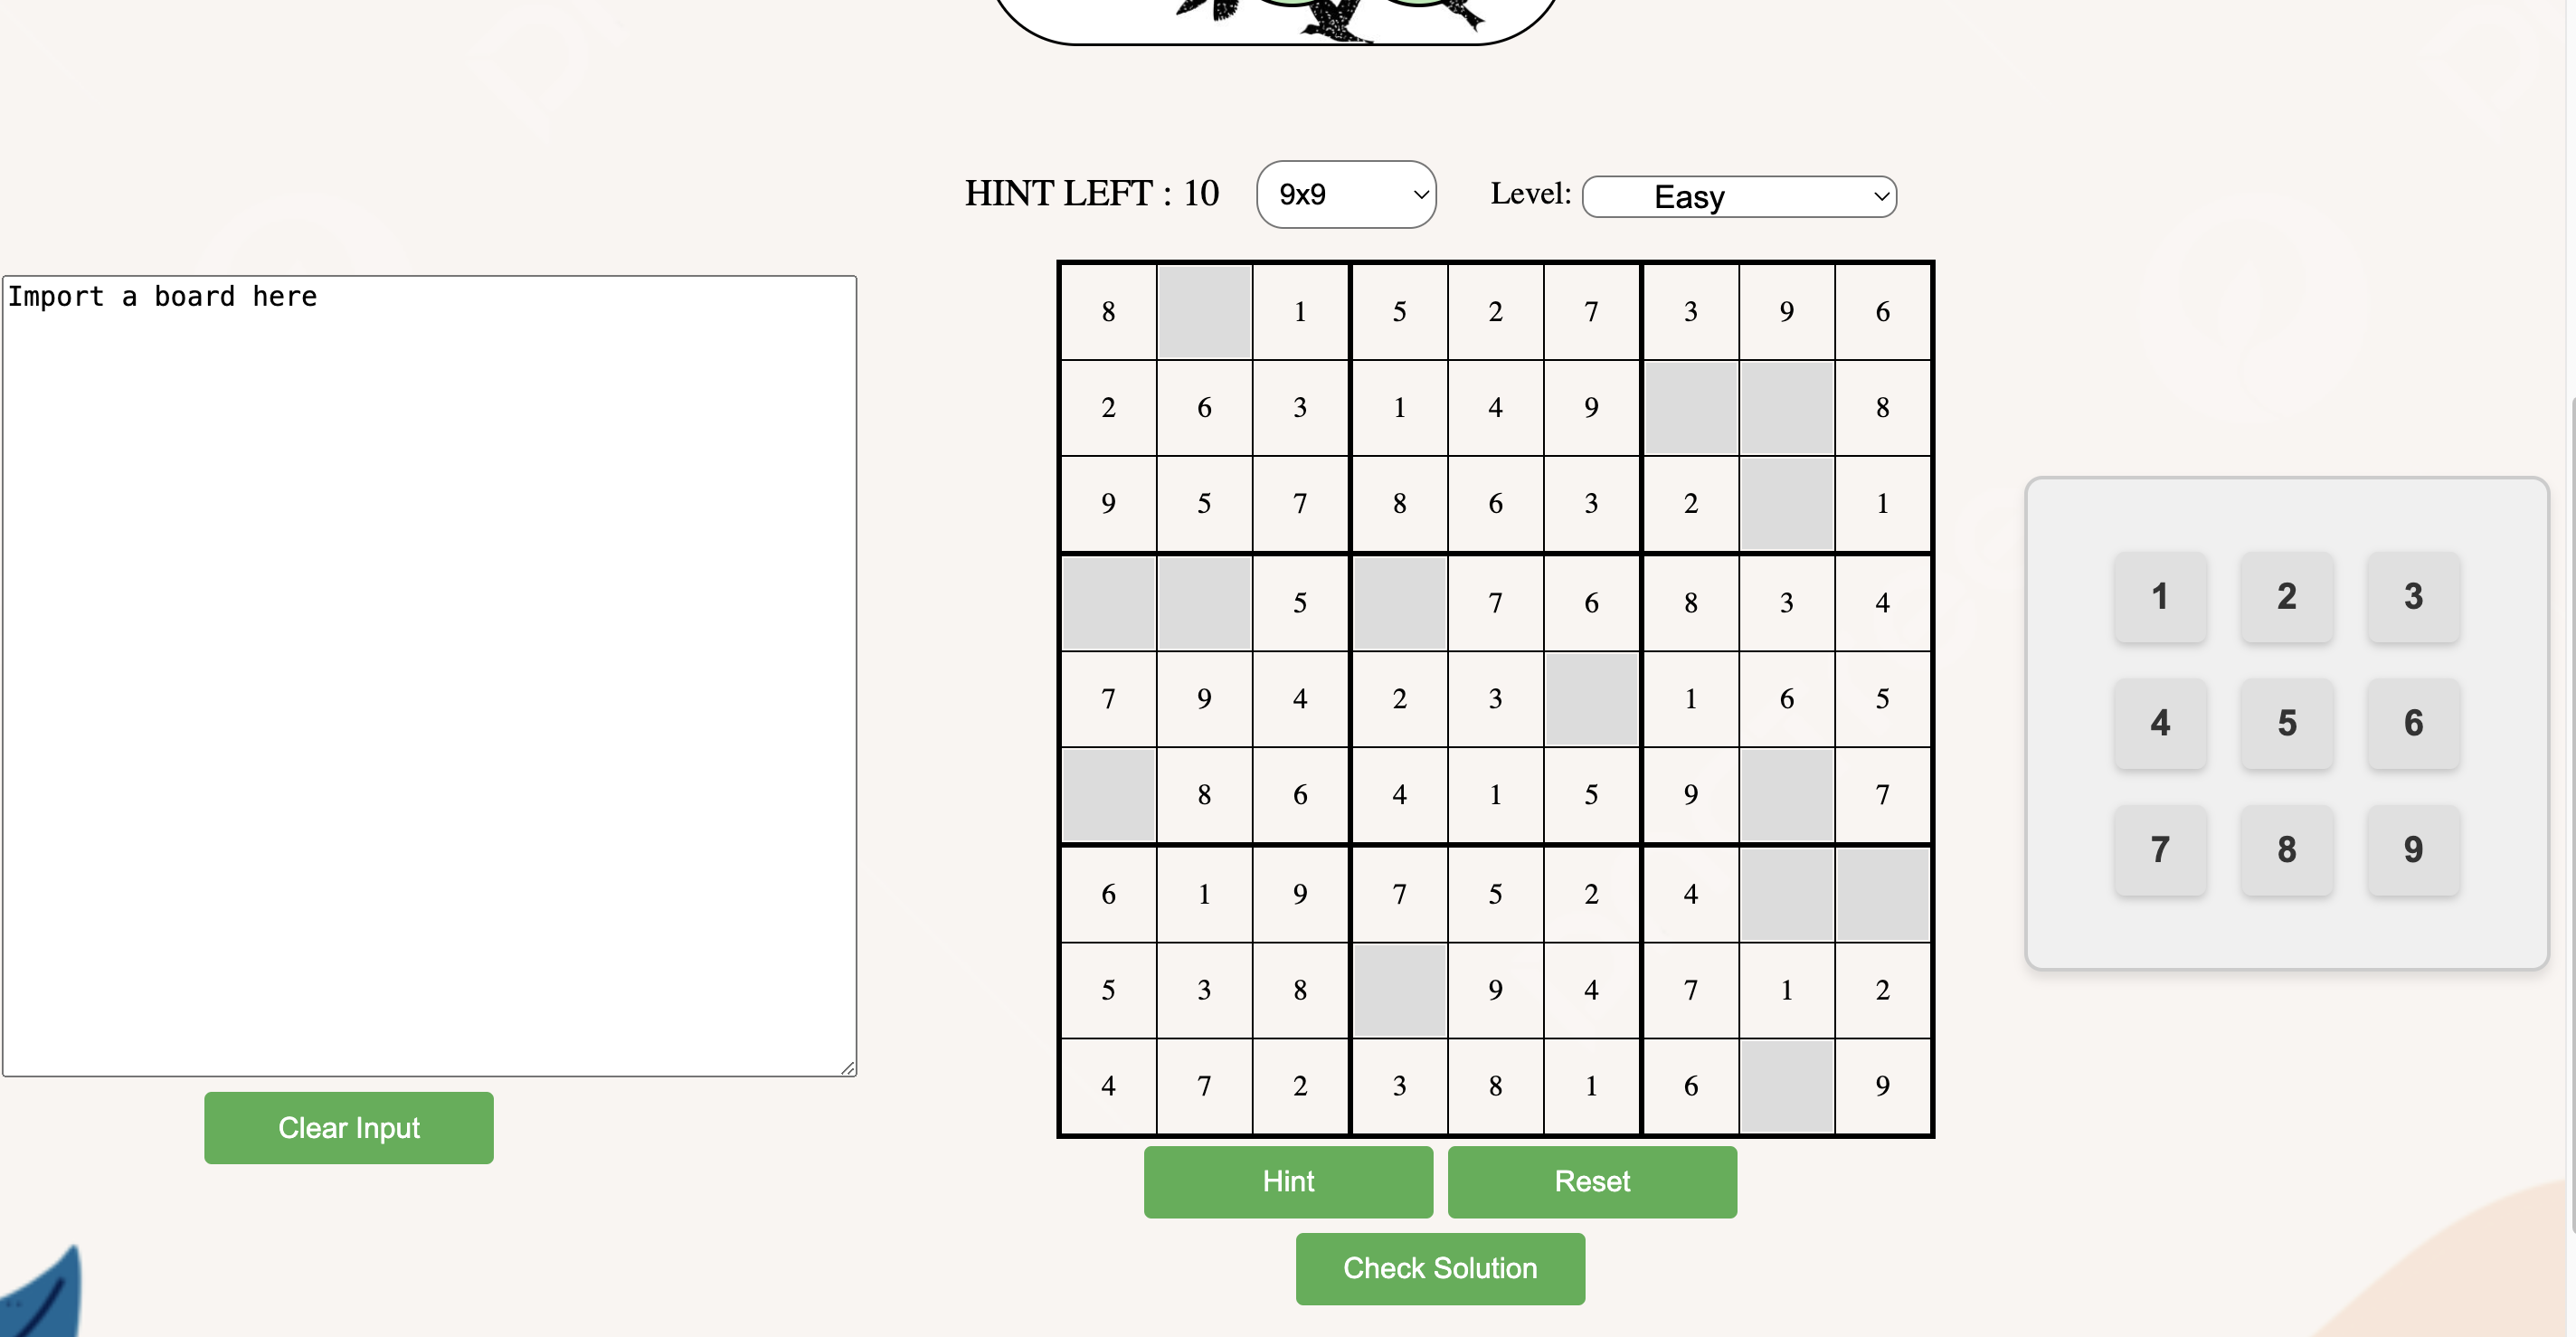 HINT LEFT : 10 9x9 Level: Easy
Import a board here
8 1 5 2 7 3 9 6
2 6 3 1 4 9 8
9 5 7 8 6 3 2 1
5 7 6 8 3 4
7 9 4 2 3 1 6 5
8 6 4 1 5 9 7
6 1 9 7 5 2 4
5 3 8 9 4 7 1 2
4 7 2 3 8 1 6 9
1 2 3
4 5 6
7 8 9
Clear Input
Hint Reset
Check Solution